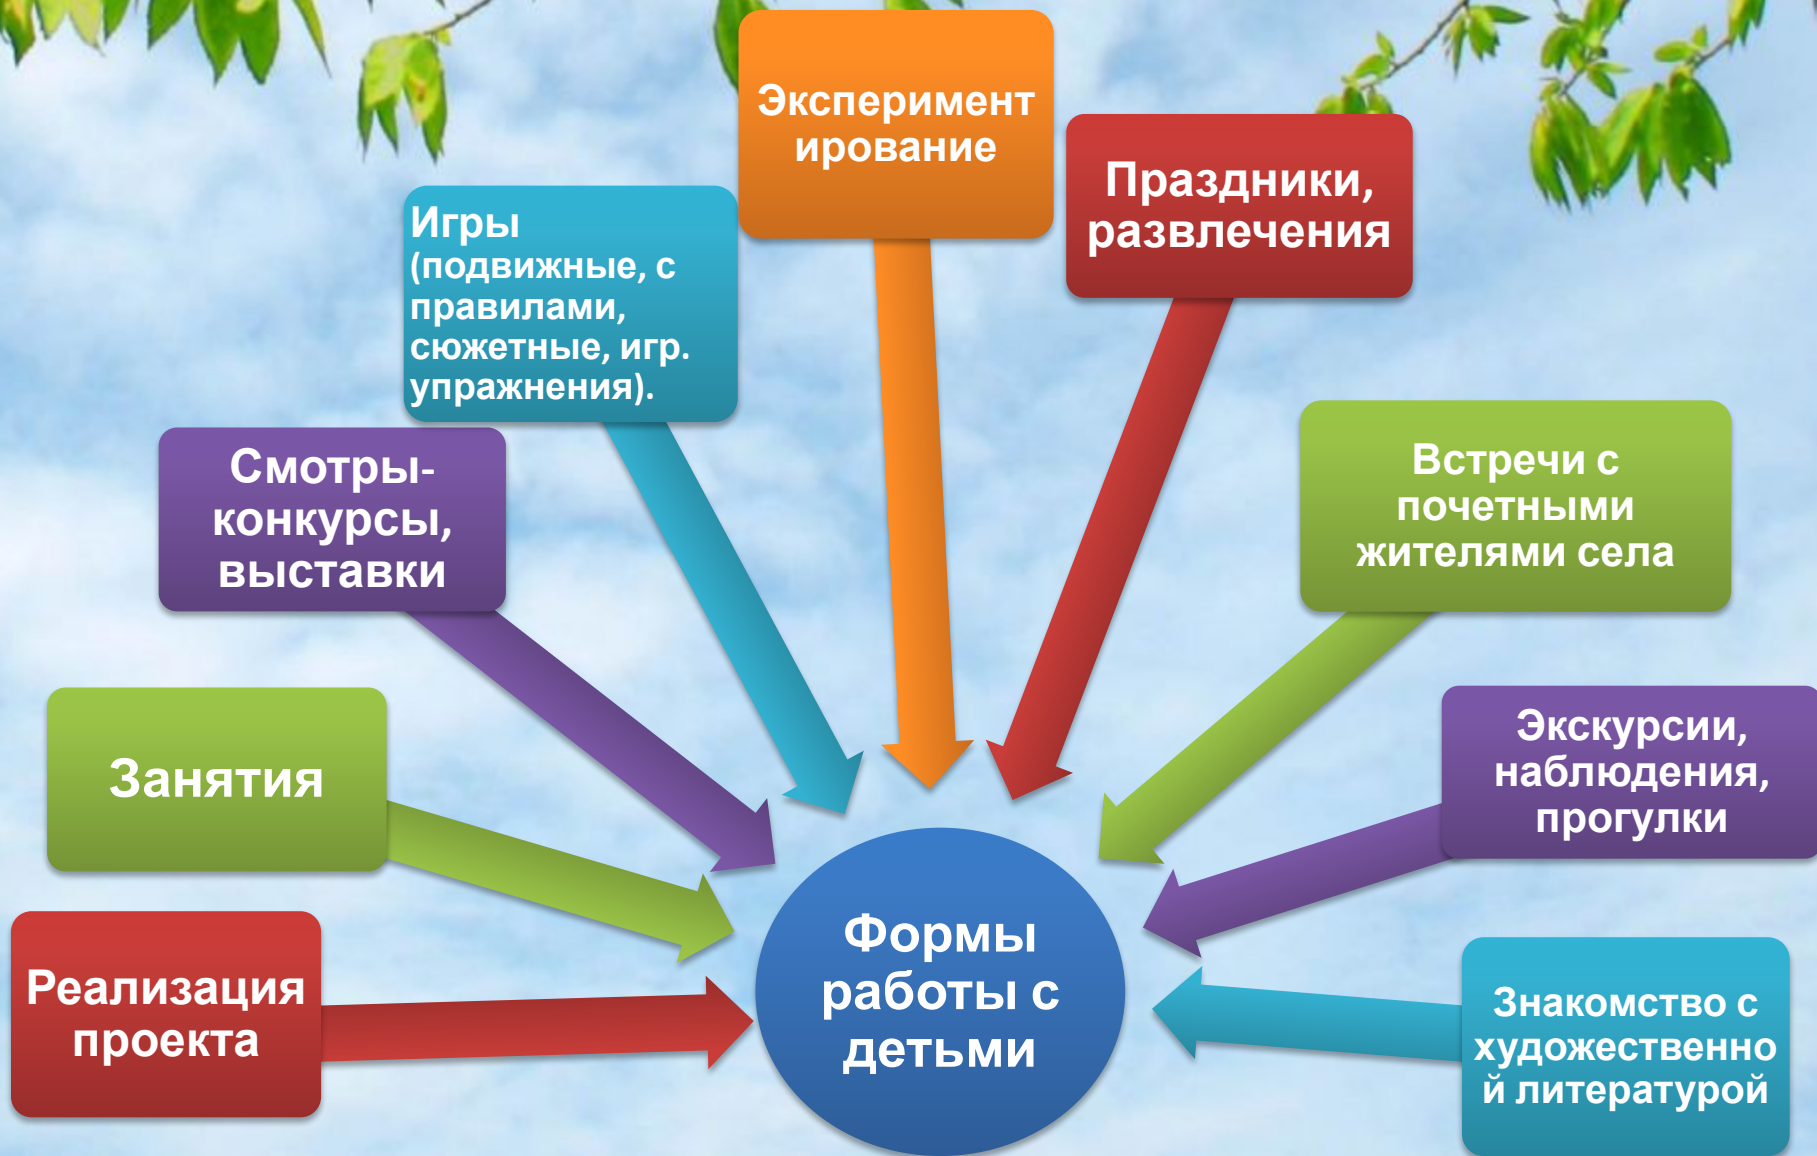 Эксперимент
ирование
Праздники,
развлечения
Игры
(подвижные, с
правилами,
сюжетные, игр.
упражнения).
Встречи с
почетными
жителями села
Смотры-
конкурсы,
выставки
Экскурсии,
наблюдения,
прогулки
Занятия
Реализация
проекта
Формы
работы с
детьми
Знакомство с
художественно
й литературой